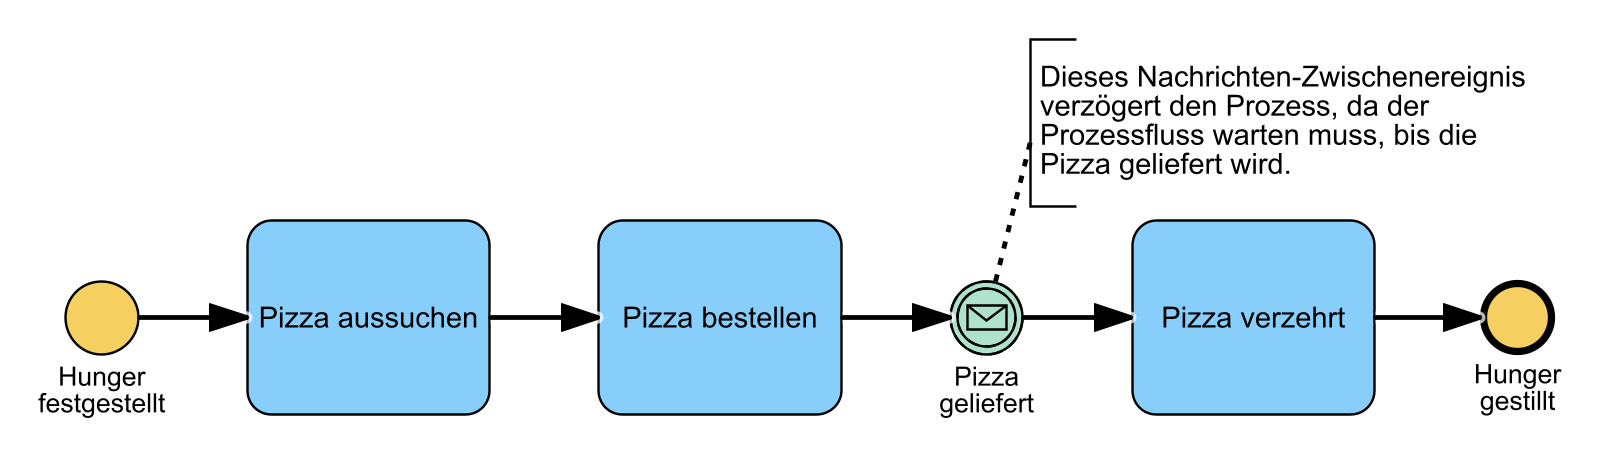 Dieses Nachrichten-Zwischenereignis
verzögert den Prozess, da der
Prozessfluss warten muss, bis die
Pizza geliefert wird.
Pizza aussuchen
Pizza bestellen
Pizza verzehrt
Hunger
festgestellt
Pizza
geliefert
Hunger
gestillt